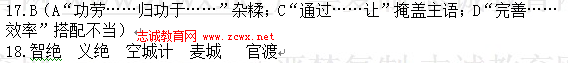 17.B（A“功劳……归功于……”杂糅；C“通过……让”掩盖主语；D“完善……
效率”搭配不当）
志诚教育网 www.zcwx.net
18.智绝  义绝  空城计  麦城   官渡